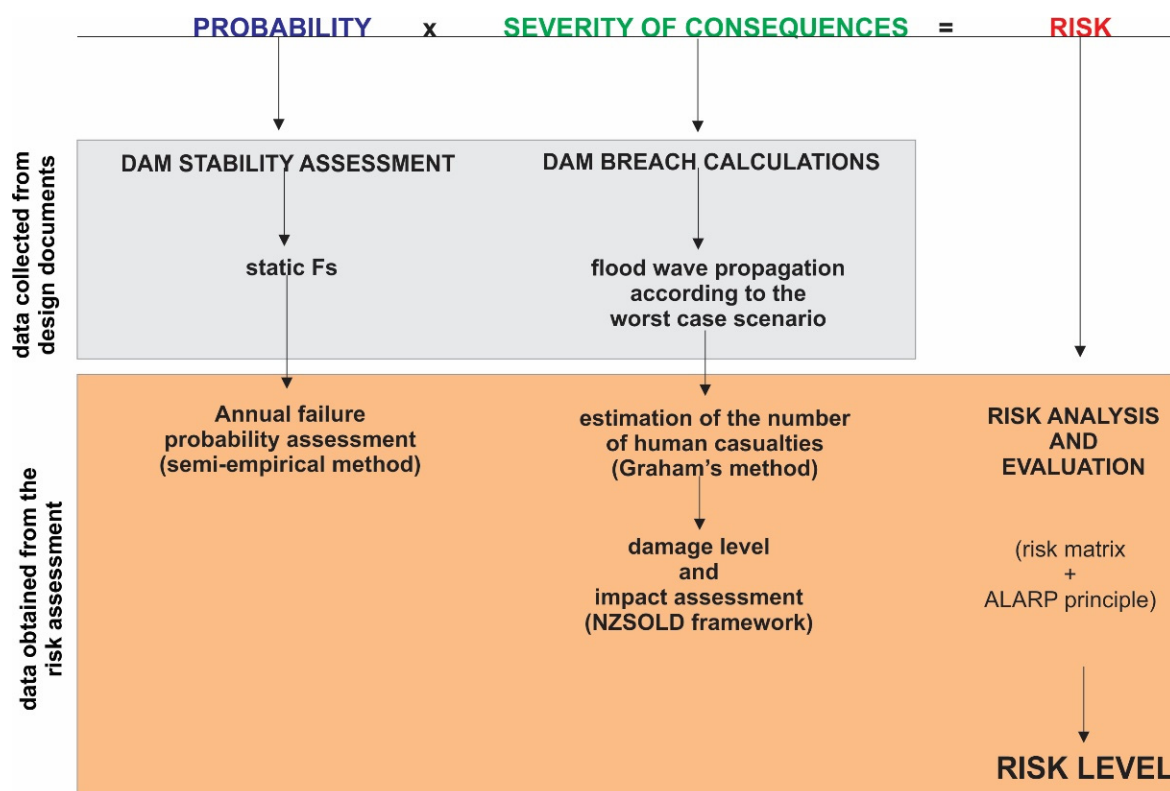 PROBABILITY x SEVERITY OF CONSEQUENCES = RISK
data collected from
design documents
DAM STABILITY ASSESSMENT
static Fs
DAM BREACH CALCULATIONS
flood wave propagation
according to the
worst case scenario
data obtained from the
risk assessment
Annual failure
probability assessment
(semi-empirical method)
estimation of the number
of human casualties
(Graham's method)
damage level
and
impact assessment
(NZSOLD framework)
RISK ANALYSIS
AND
EVALUATION
(risk matrix
+
ALARP principle)
RISK LEVEL